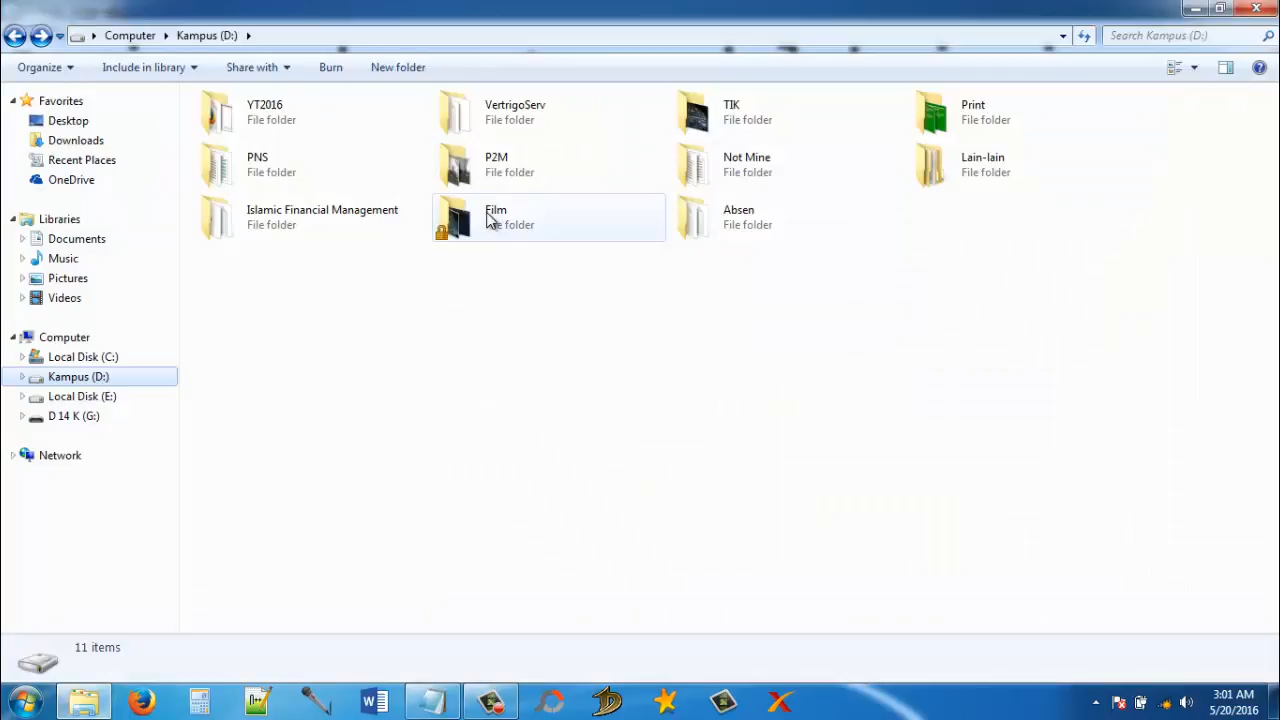 Computer Kampus (D:)
Search Kampus (D:)
Organize Include in library Share with Burn New folder
Favorites
Desktop
Downloads
Recent Places
OneDrive
Libraries
Documents
Music
Pictures
Videos
Computer
Local Disk (C:)
Kampus (D:)
Local Disk (E:)
D 14 K (G:)
Network
YT2016
File folder
VertrigoServ
File folder
TIK
File folder
Print
File folder
PNS
File folder
P2M
File folder
Not Mine
File folder
Lain-lain
File folder
Islamic Financial Management
File folder
Film
folder
Absen
File folder
11 items
3:01 AM
5/20/2016